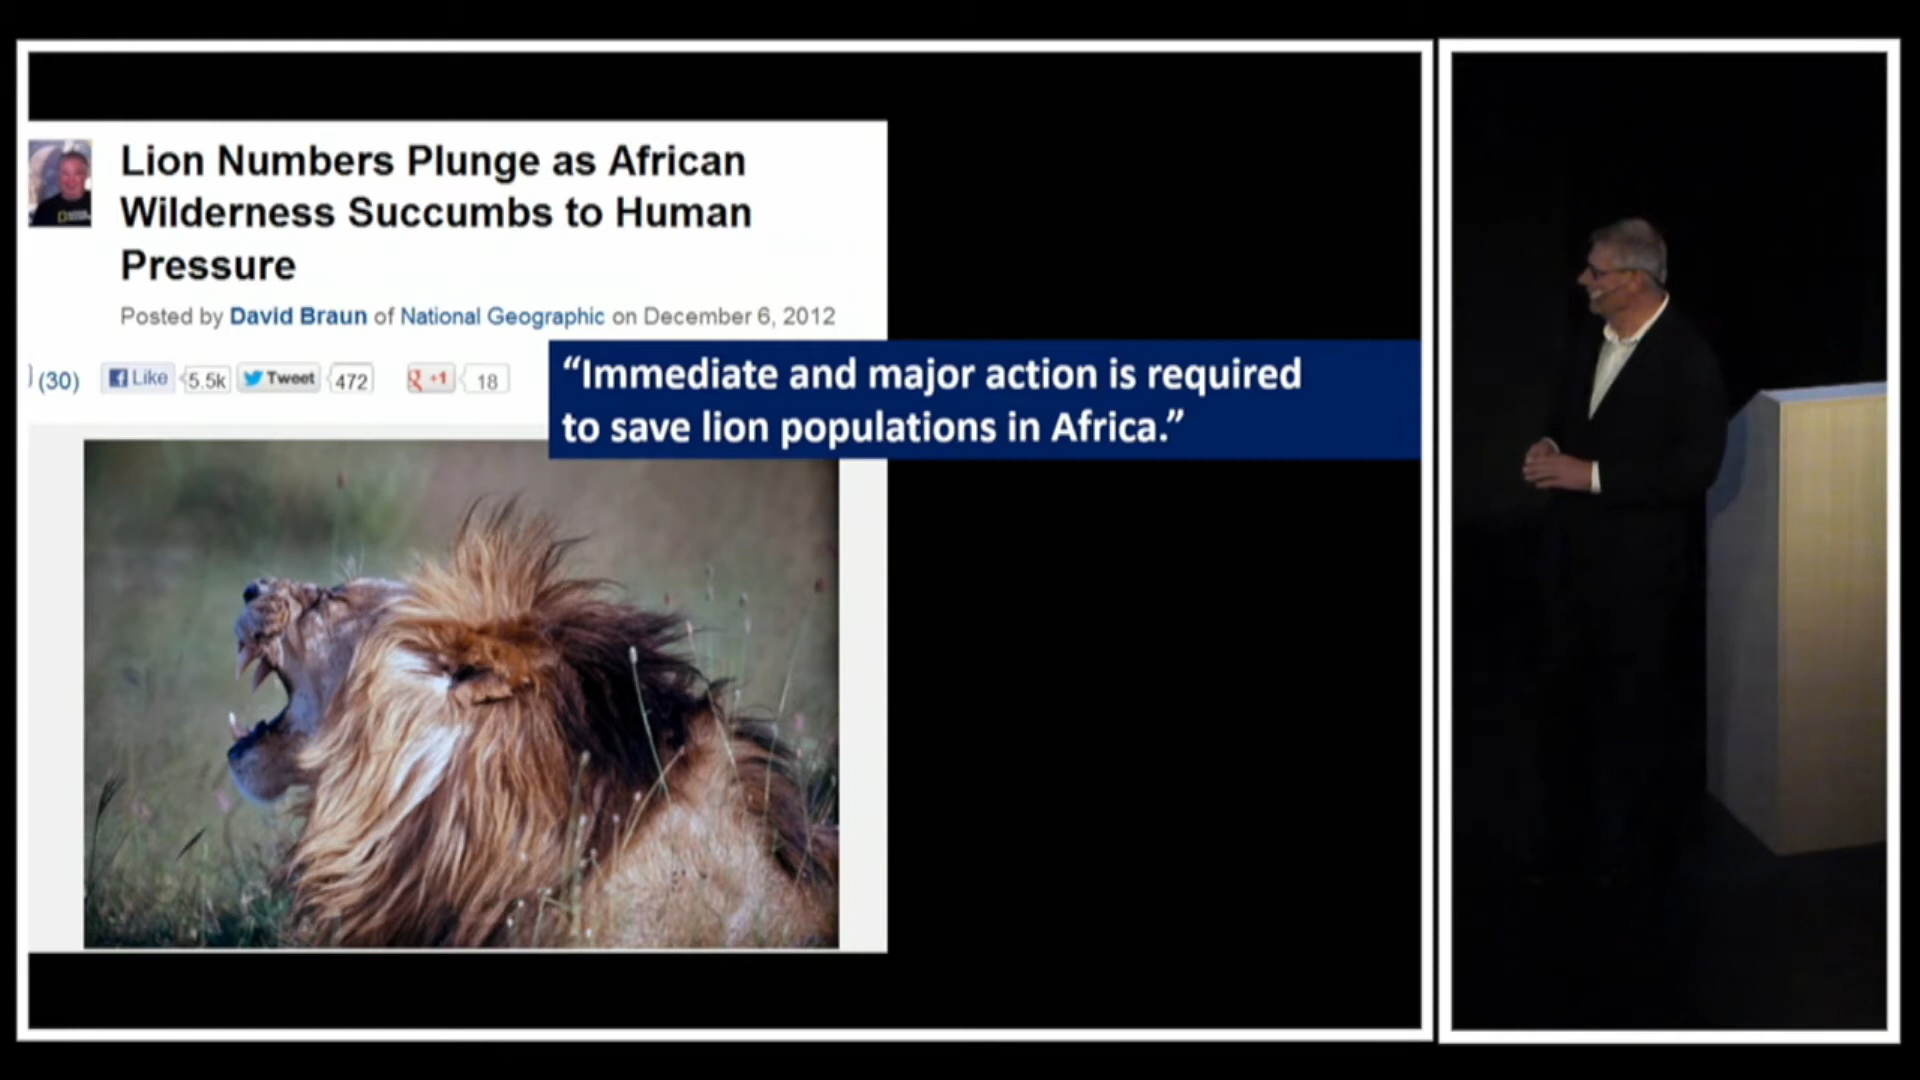 Lion Numbers Plunge as African
Wilderness Succumbs to Human
Pressure
Posted by David Braun of National Geographic on December 6, 2012
(30) Like 5.5k Tweet 472 +1 18
“Immediate and major action is required
to save lion populations in Africa.”